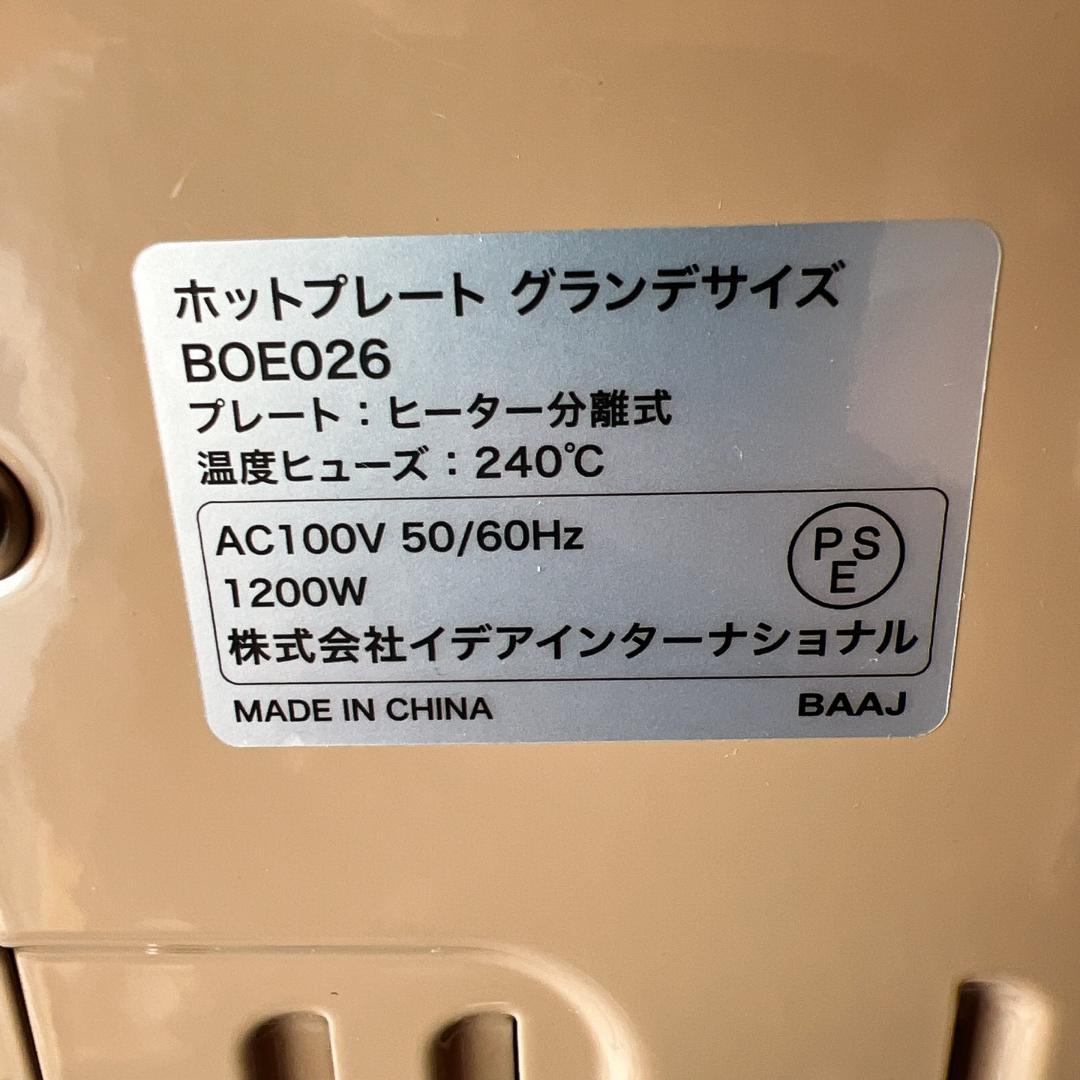 ホットプレート グランデサイズ
BOE026
プレート：ヒーター分離式
温度ヒューズ：240℃
AC100V 50/60Hz
PSE
1200W
株式会社イデアインターナショナル
MADE IN CHINA BAAJ